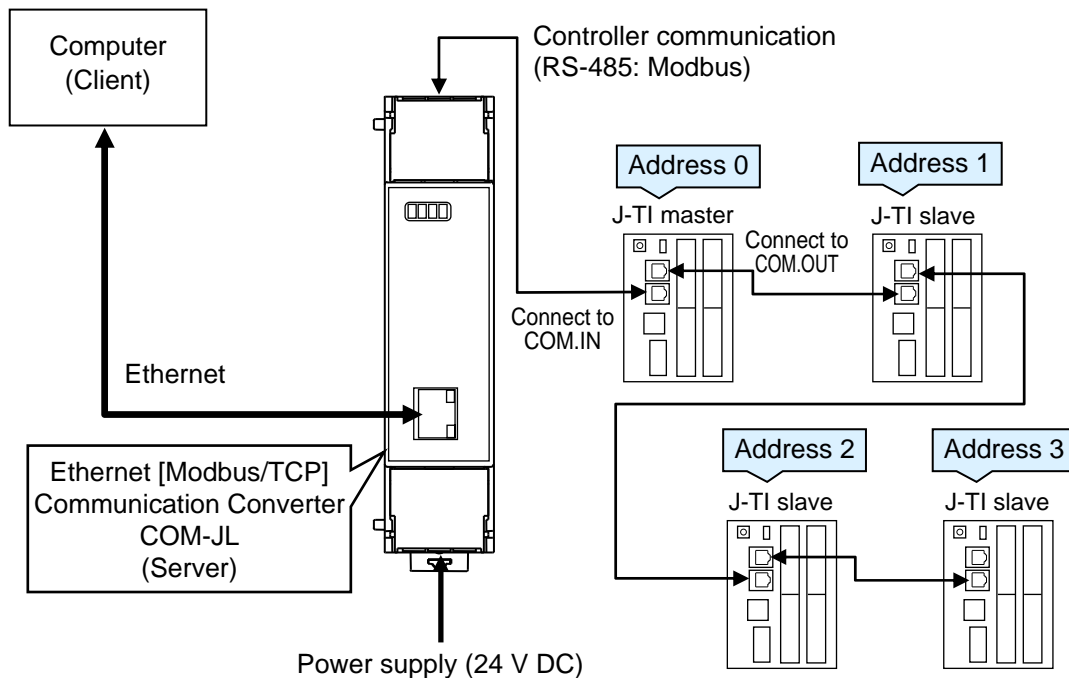 Computer
(Client)
Controller communication
(RS-485: Modbus)
Address 0
Address 1
J-TI master
J-TI slave
Connect to
COM.OUT
Connect to
COM.IN
Ethernet
Ethernet [Modbus/TCP]
Communication Converter
COM-JL
(Server)
Address 2
Address 3
J-TI slave
J-TI slave
Power supply (24 V DC)